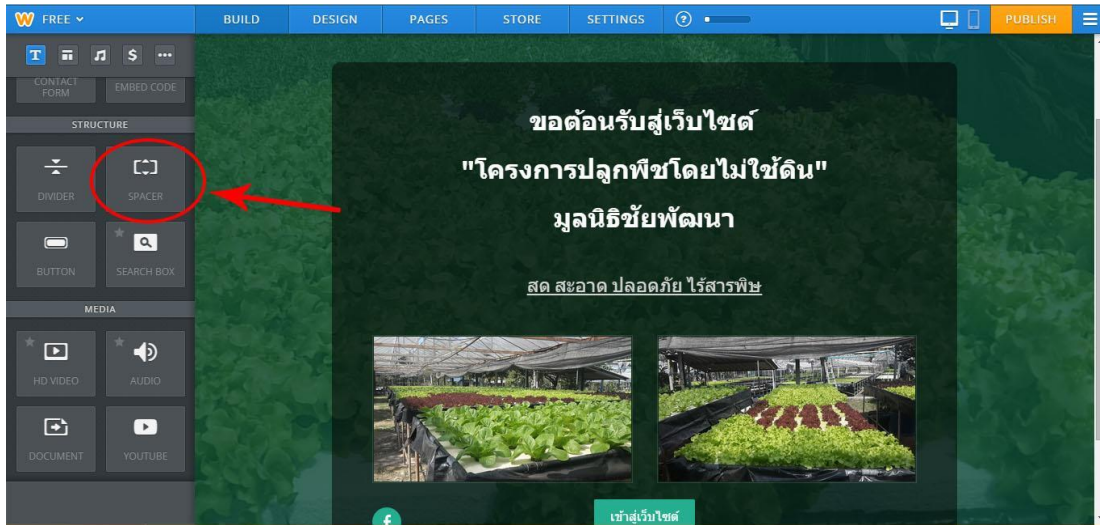 FREE BUILD DESIGN PAGES STORE SETTINGS ? PUBLISH
T $
CONTACT FORM EMBED CODE
STRUCTURE
DIVIDER SPACER
BUTTON SEARCH BOX
MEDIA
HD VIDEO AUDIO
DOCUMENT YOUTUBE
ขอต้อนรับสู่เว็บไซต์
"โครงการปลูกพืชโดยไม่ใช้ดิน"
มูลนิธิชัยพัฒนา
สด สะอาด ปลอดภัย ไร้สารพิษ
f เข้าสู่เว็บไซต์